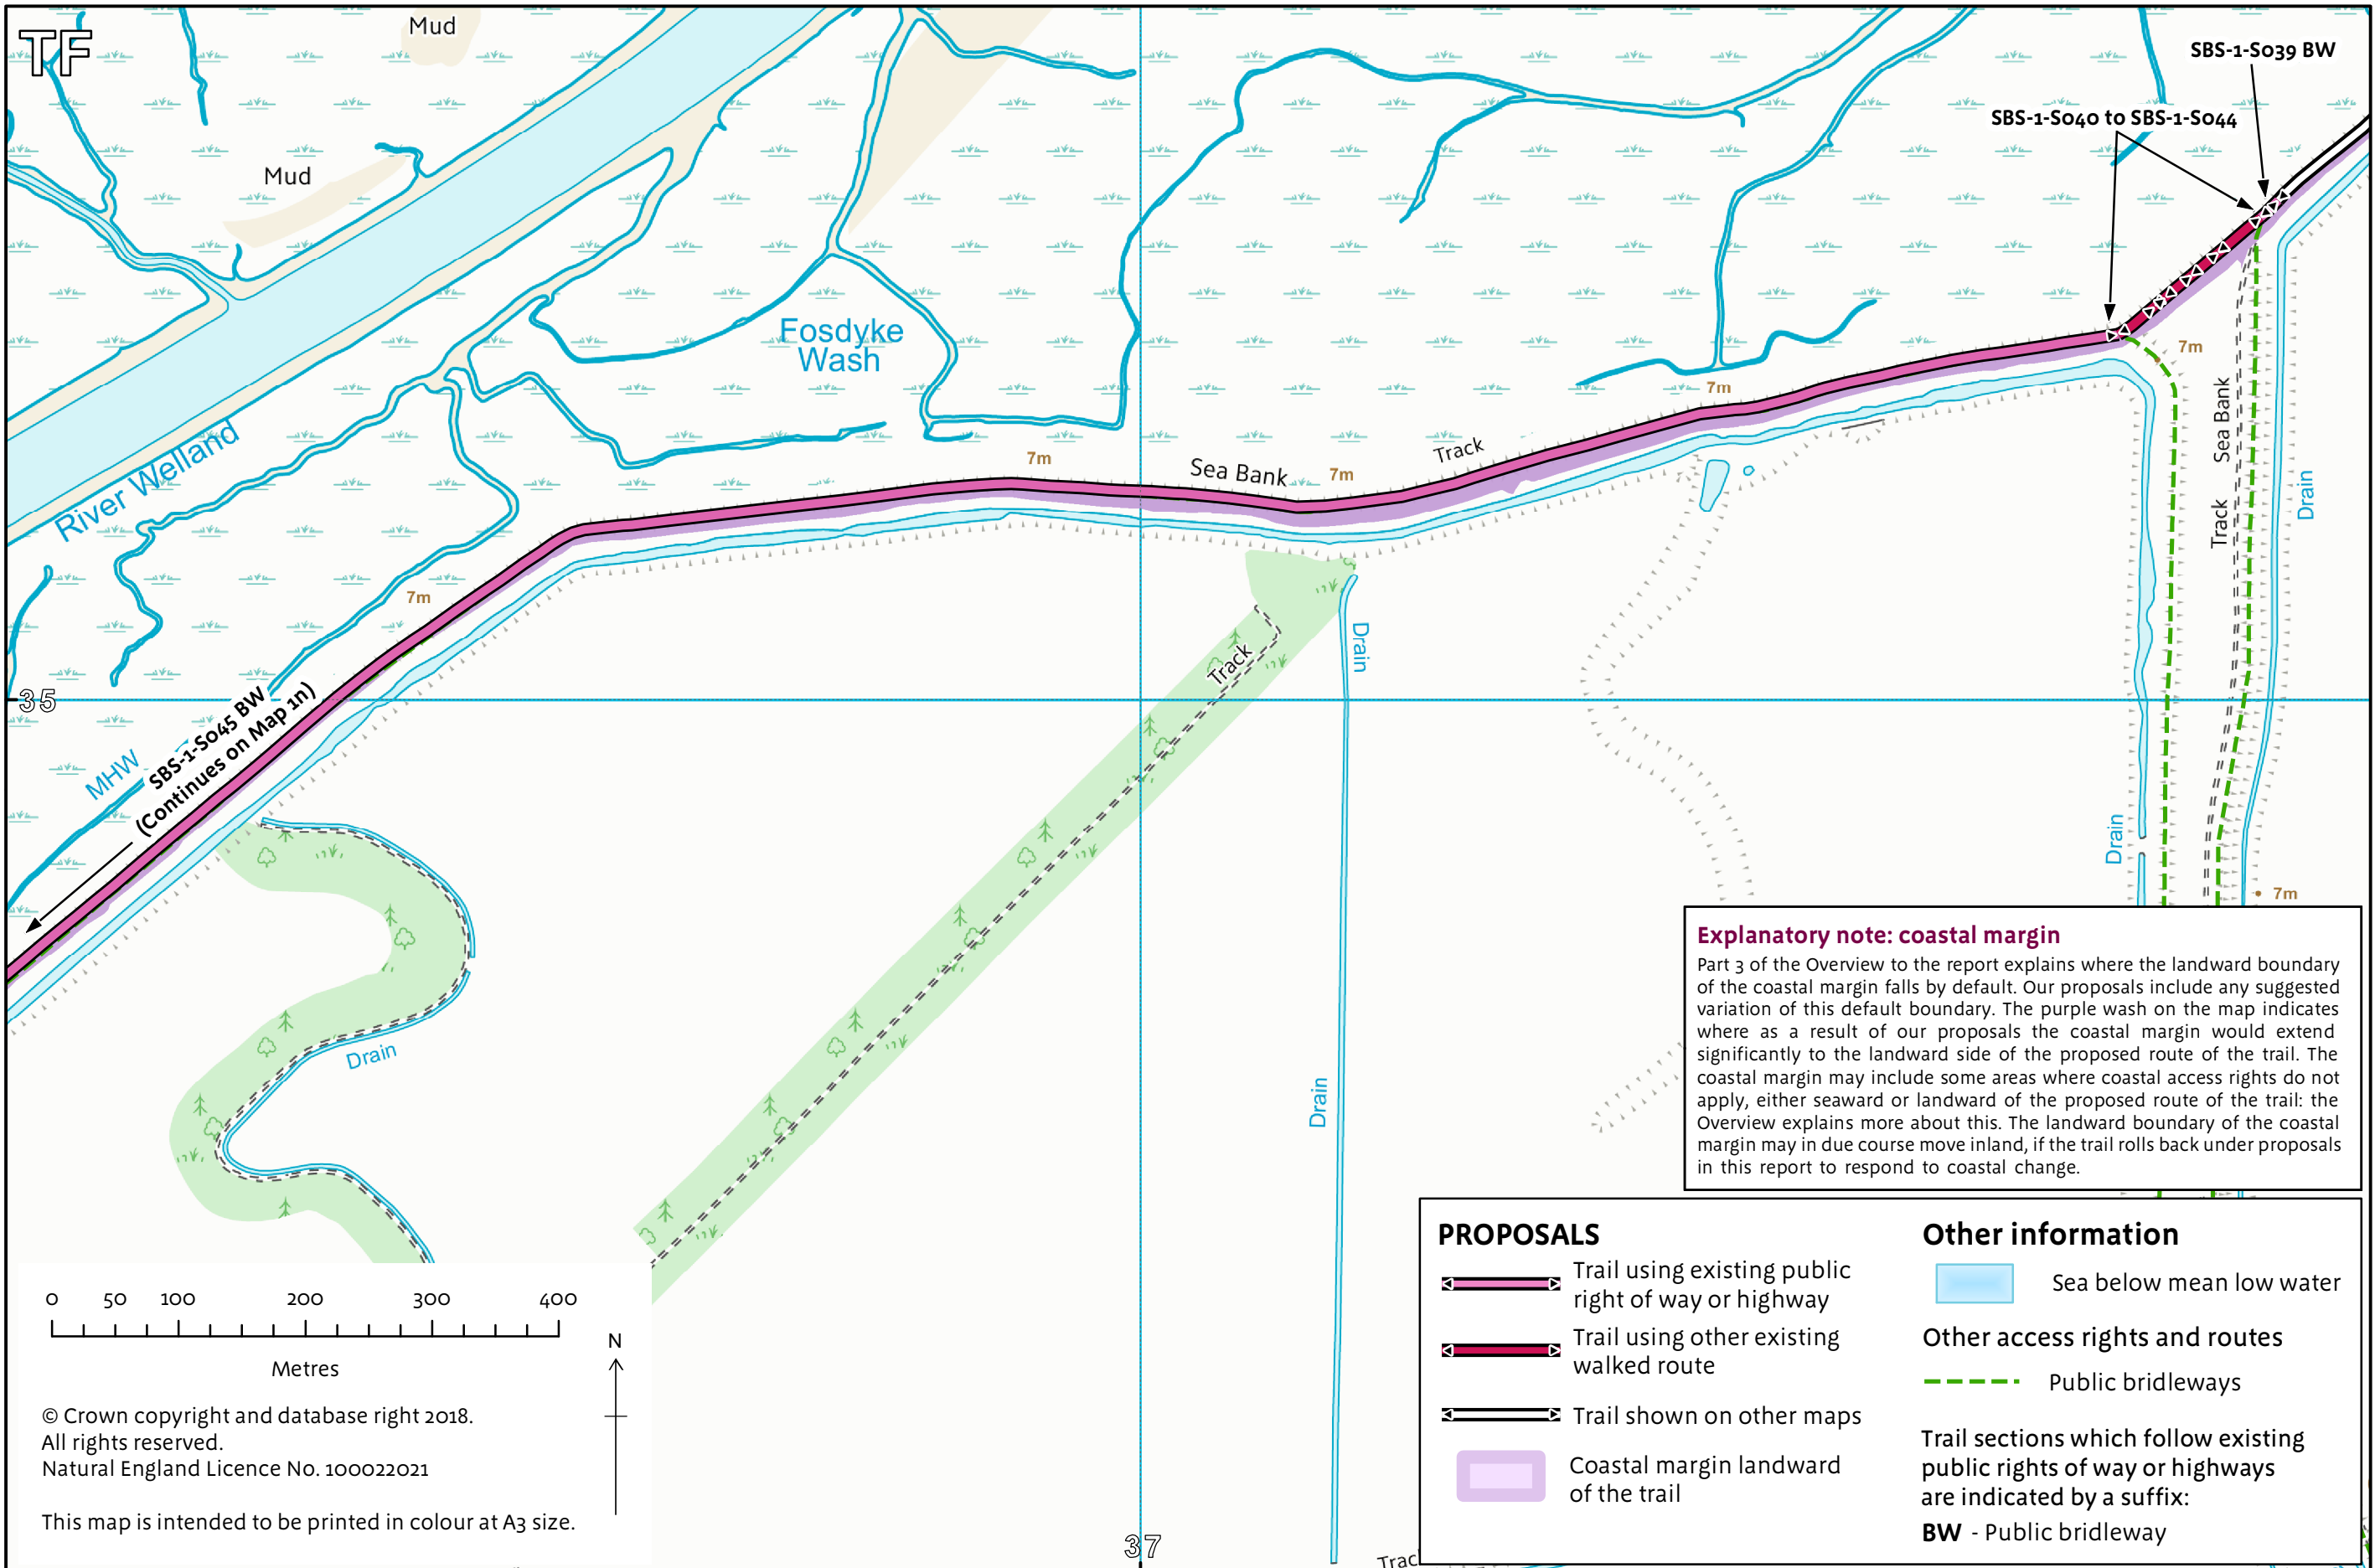 TF
Mud
Mud
SBS-1-S039 BW
SBS-1-S040 to SBS-1-S044
Fosdyke
Wash
River Welland
7m
7m
Sea Bank
7m
Track
7m
7m
Sea Bank
Track
Drain
7m
35
MHW
SBS-1-S045 BW
(Continues on Map 1n)
Track
Drain
Drain
Drain
Drain
7m
Explanatory note: coastal margin
Part 3 of the Overview to the report explains where the landward boundary
of the coastal margin falls by default. Our proposals include any suggested
variation of this default boundary. The purple wash on the map indicates
where as a result of our proposals the coastal margin would extend
significantly to the landward side of the proposed route of the trail. The
coastal margin may include some areas where coastal access rights do not
apply, either seaward or landward of the proposed route of the trail: the
Overview explains more about this. The landward boundary of the coastal
margin may in due course move inland, if the trail rolls back under proposals
in this report to respond to coastal change.
PROPOSALS
Trail using existing public
right of way or highway
Trail using other existing
walked route
Trail shown on other maps
Coastal margin landward
of the trail
Other information
Sea below mean low water
Other access rights and routes
Public bridleways
Trail sections which follow existing
public rights of way or highways
are indicated by a suffix:
BW - Public bridleway
0 50 100 200 300 400
Metres
N
© Crown copyright and database right 2018.
All rights reserved.
Natural England Licence No. 100022021
This map is intended to be printed in colour at A3 size.
37